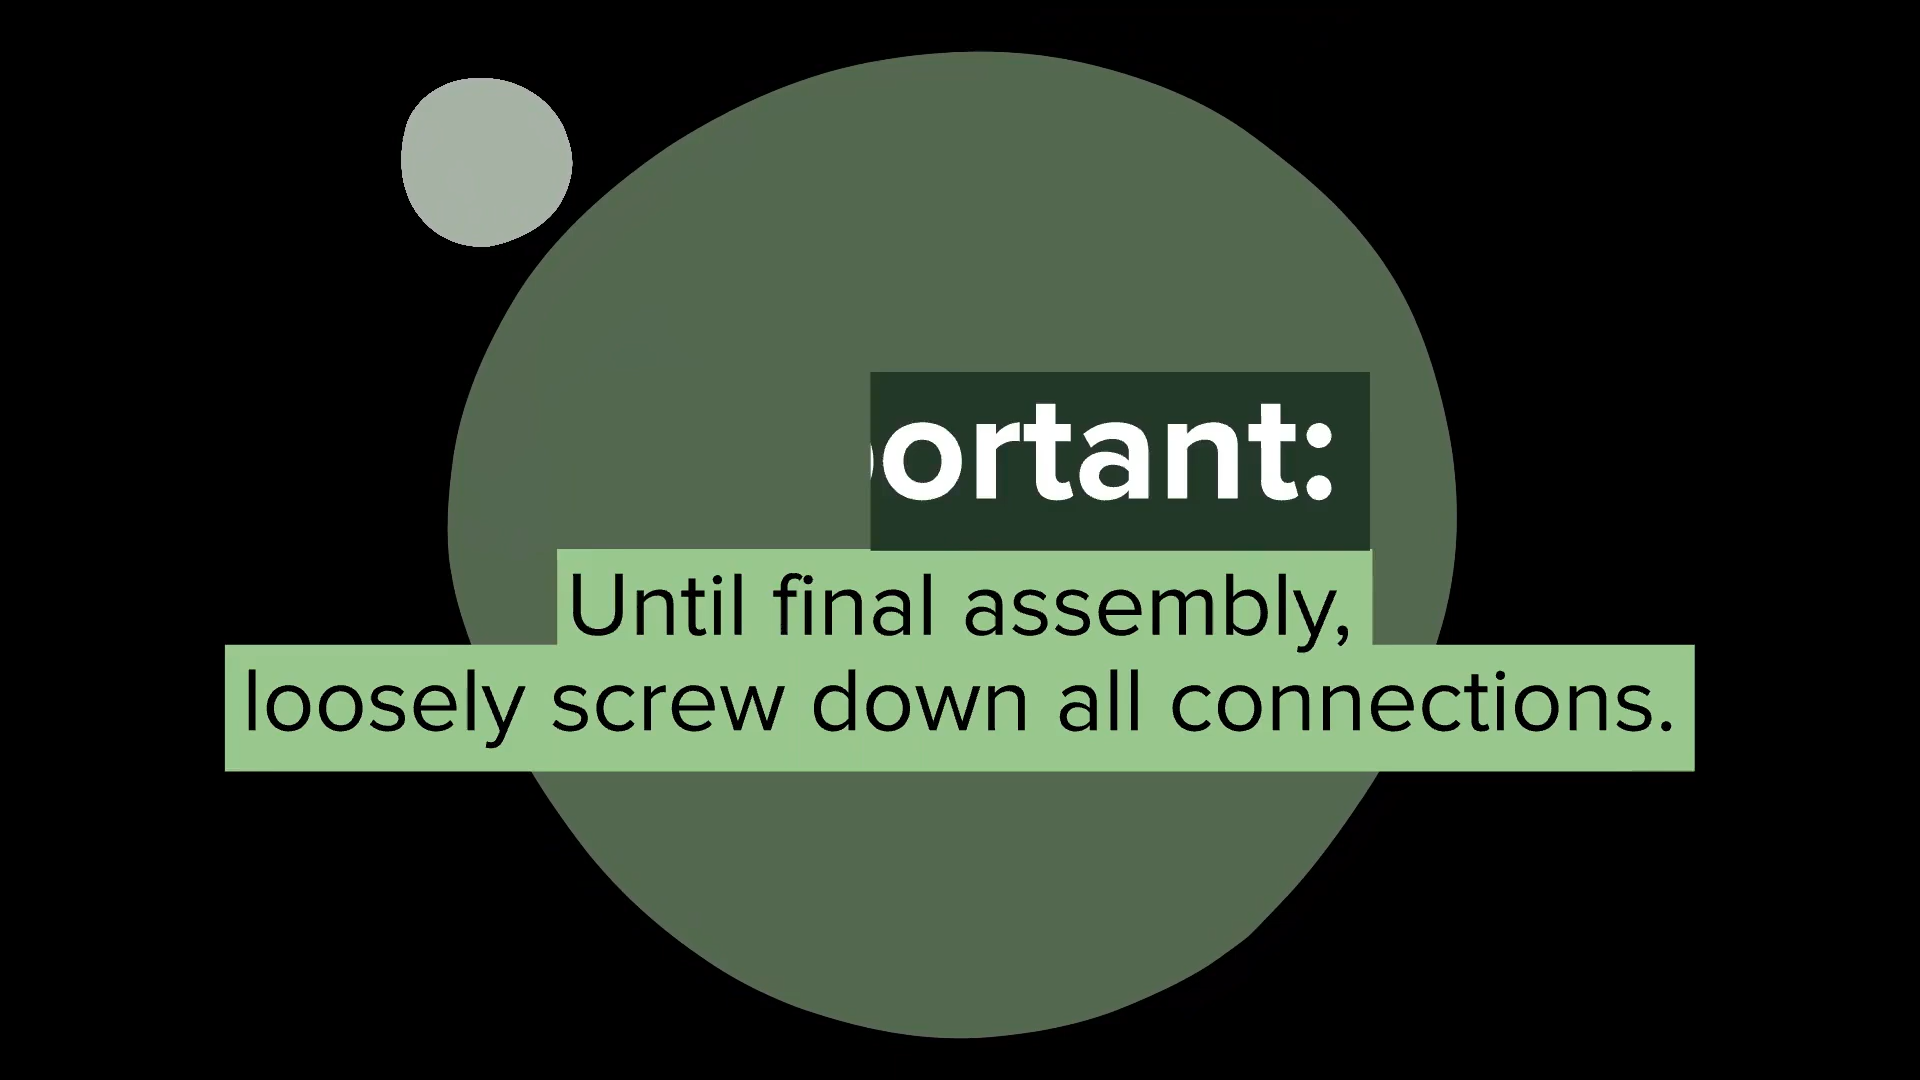 ortant:
Until final assembly,
loosely screw down all connections.